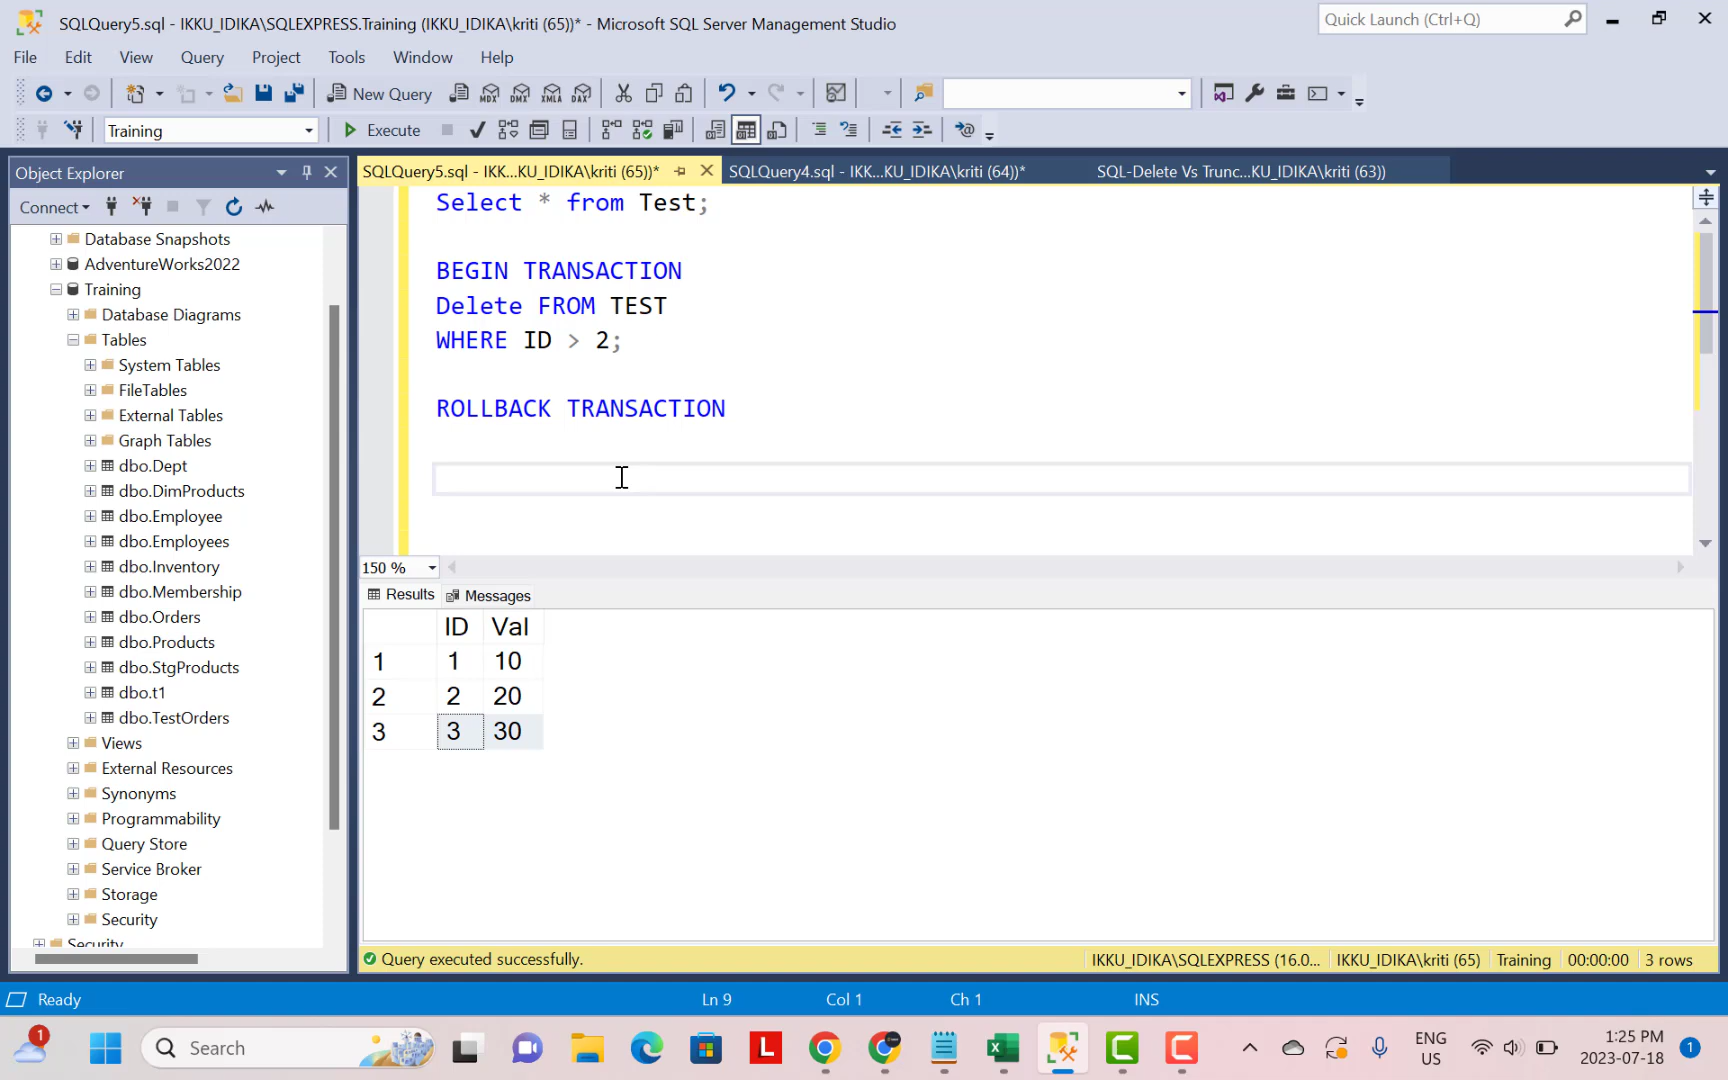 SQLQuery5.sql - IKKU_IDIKA\SQLEXPRESS.Training (IKKU_IDIKA\kriti (65))* - Microsoft SQL Server Management Studio
Quick Launch (Ctrl+Q)
File Edit View Query Project Tools Window Help
New Query MDX DMX XMLA DAX
Training Execute
Object Explorer
SQLQuery5.sql - IKK...KU_IDIKA\kriti (65))* SQLQuery4.sql - IKK...KU_IDIKA\kriti (64))* SQL-Delete Vs Trunc...KU_IDIKA\kriti (63))
Connect
Database Snapshots
AdventureWorks2022
Training
Database Diagrams
Tables
System Tables
FileTables
External Tables
Graph Tables
dbo.Dept
dbo.DimProducts
dbo.Employee
dbo.Employees
dbo.Inventory
dbo.Membership
dbo.Orders
dbo.Products
dbo.StgProducts
dbo.t1
dbo.TestOrders
Views
External Resources
Synonyms
Programmability
Query Store
Service Broker
Storage
Security
Security
Select * from Test;
BEGIN TRANSACTION
Delete FROM TEST
WHERE ID > 2;
ROLLBACK TRANSACTION
150 %
Results Messages
ID Val
1 1 10
2 2 20
3 3 30
Query executed successfully. IKKU_IDIKA\SQLEXPRESS (16.0... IKKU_IDIKA\kriti (65) Training 00:00:00 3 rows
Ready Ln 9 Col 1 Ch 1 INS
1 Search L ENG US 1:25 PM 2023-07-18 1